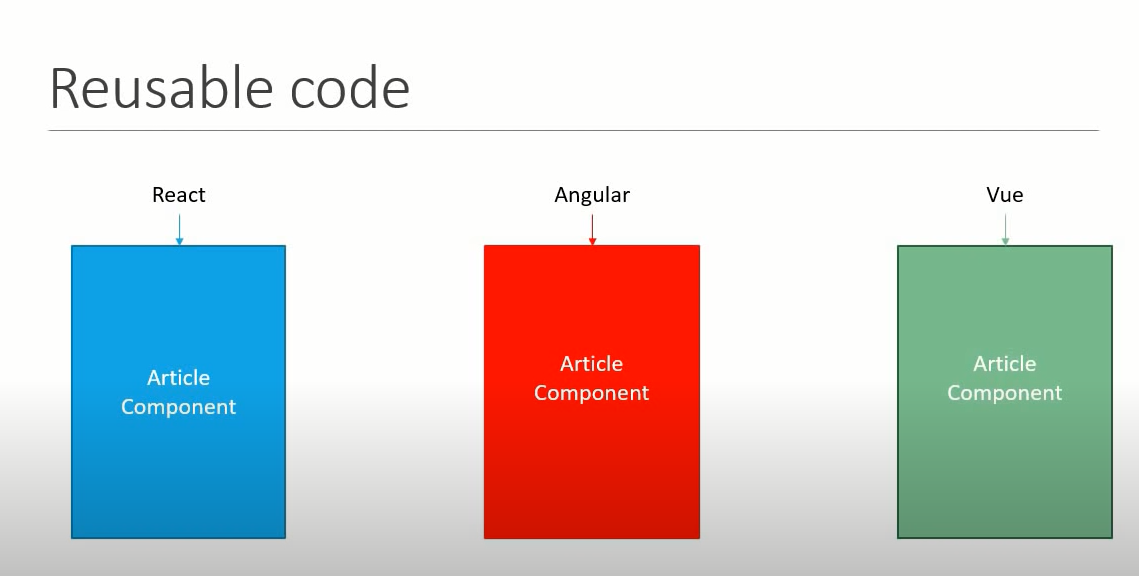 Reusable code
React
Angular
Vue
Article
Component
Article
Component
Article
Component